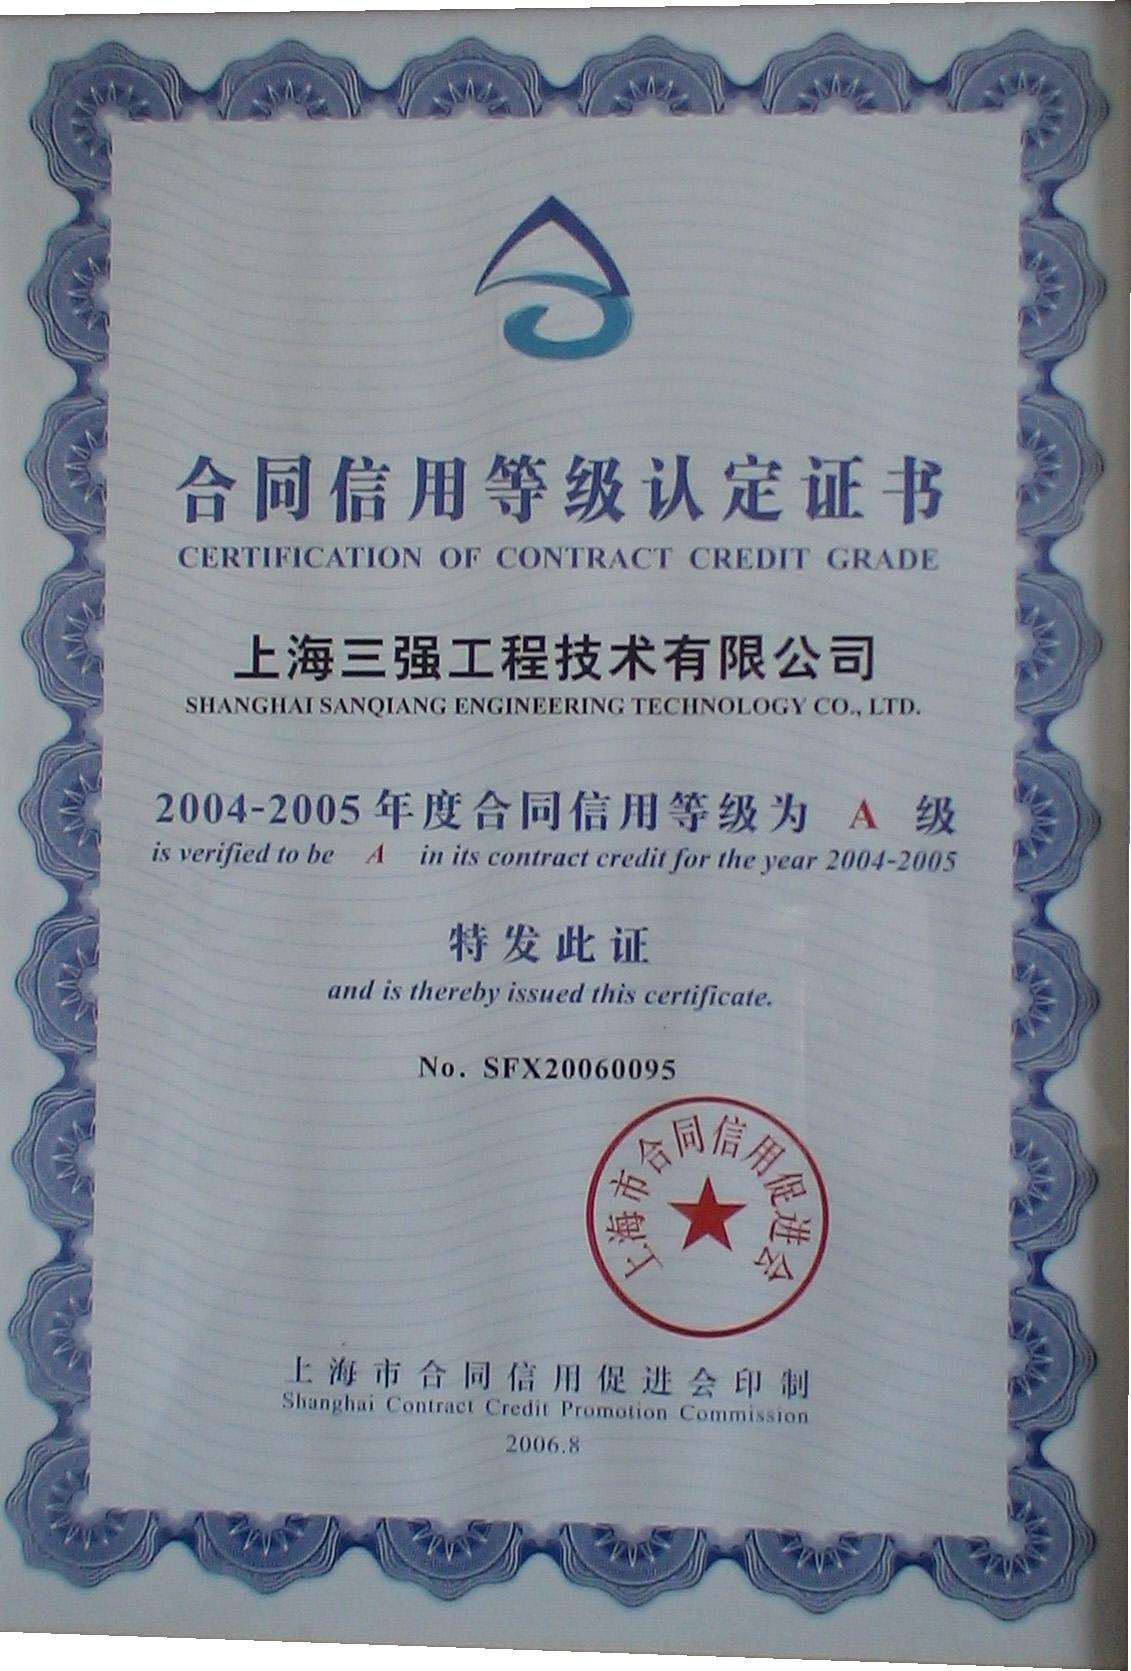 合同信用等级认定证书
CERTIFICATION OF CONTRACT CREDIT GRADE
上海三强工程技术有限公司
SHANGHAI SANQIANG ENGINEERING TECHNOLOGY CO., LTD.
2004-2005年度合同信用等级为 A 级
is verified to be A in its contract credit for the year 2004-2005
特发此证
and is thereby issued this certificate.
No. SFX20060095
上海市合同信用促进会
上海市合同信用促进会印制
Shanghai Contract Credit Promotion Commission
2006.8